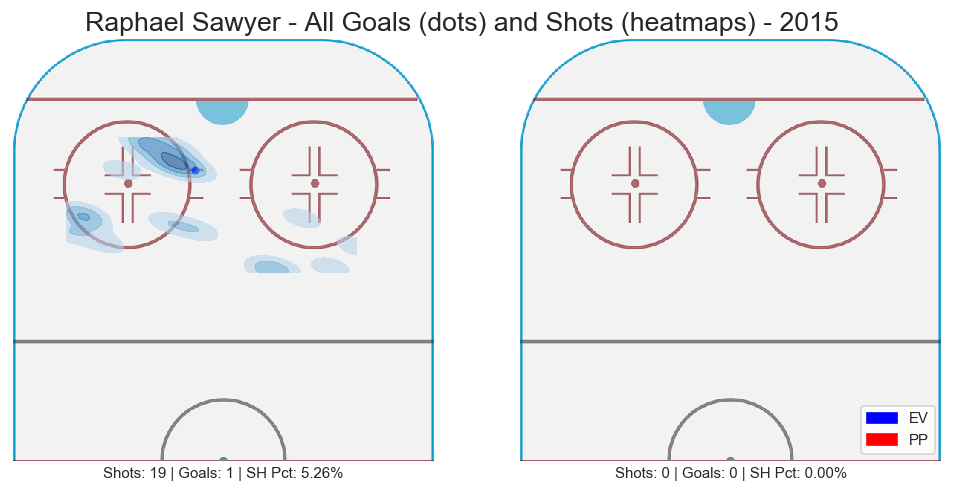 Raphael Sawyer - All Goals (dots) and Shots (heatmaps) - 2015
EV
PP
Shots: 19 | Goals: 1 | SH Pct: 5.26%
Shots: 0 | Goals: 0 | SH Pct: 0.00%